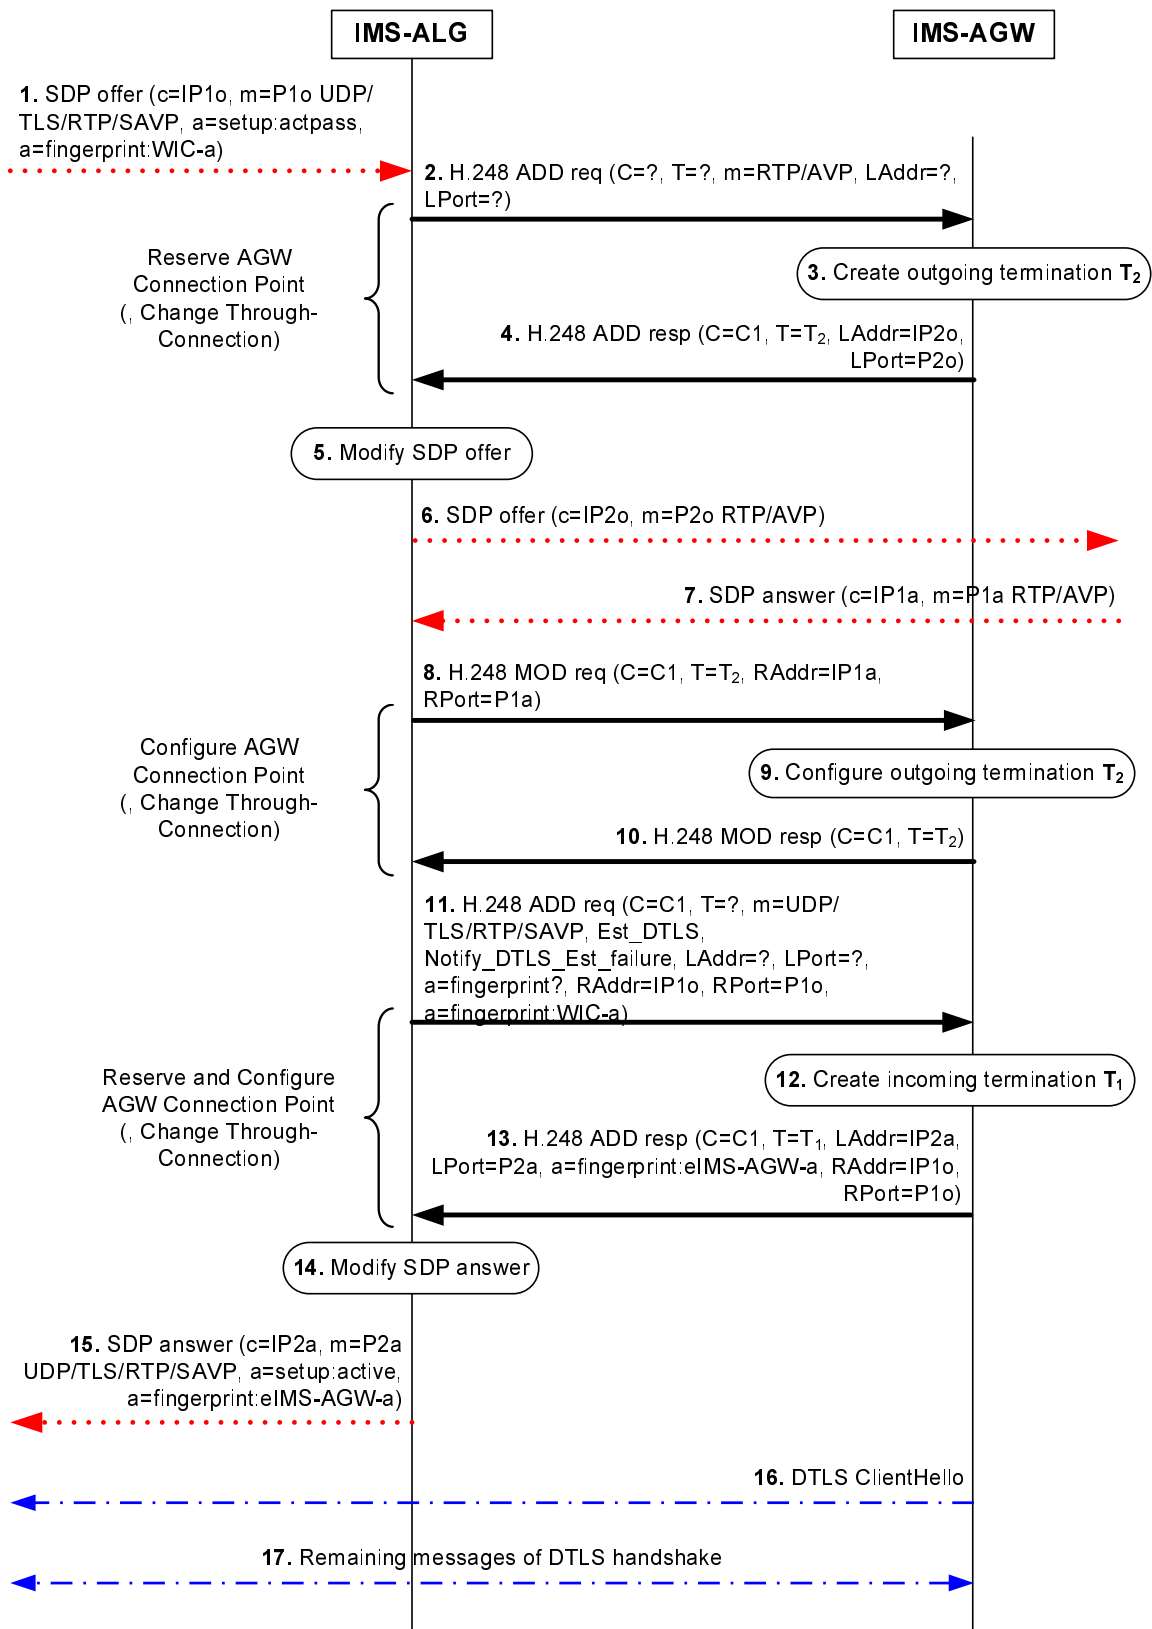 IMS-ALG
IMS-AGW
1. SDP offer (c=IP1o, m=P1o UDP/
TLS/RTP/SAVP, a=setup:actpass,
a=fingerprint:WIC-a)
2. H.248 ADD req (C=?, T=?, m=RTP/AVP, LAddr=?,
LPort=?)
Reserve AGW
Connection Point
(, Change Through-
Connection)
3. Create outgoing termination T2
4. H.248 ADD resp (C=C1, T=T2, LAddr=IP2o,
LPort=P2o)
5. Modify SDP offer
6. SDP offer (c=IP2o, m=P2o RTP/AVP)
7. SDP answer (c=IP1a, m=P1a RTP/AVP)
8. H.248 MOD req (C=C1, T=T2, RAddr=IP1a,
RPort=P1a)
Configure AGW
Connection Point
(, Change Through-
Connection)
9. Configure outgoing termination T2
10. H.248 MOD resp (C=C1, T=T2)
11. H.248 ADD req (C=C1, T=?, m=UDP/
TLS/RTP/SAVP, Est_DTLS,
Notify_DTLS_Est_failure, LAddr=?, LPort=?,
a=fingerprint?, RAddr=IP1o, RPort=P1o,
a=fingerprint:WIC-a)
Reserve and Configure
AGW Connection Point
(, Change Through-
Connection)
12. Create incoming termination T1
13. H.248 ADD resp (C=C1, T=T1, LAddr=IP2a,
LPort=P2a, a=fingerprint:eIMS-AGW-a, RAddr=IP1o,
RPort=P1o)
14. Modify SDP answer
15. SDP answer (c=IP2a, m=P2a
UDP/TLS/RTP/SAVP, a=setup:active,
a=fingerprint:eIMS-AGW-a)
16. DTLS ClientHello
17. Remaining messages of DTLS handshake